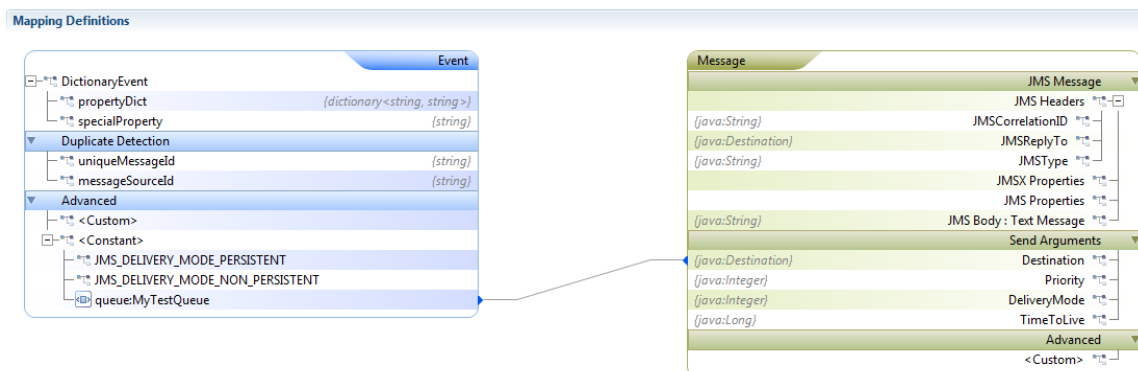 Mapping Definitions
Event
DictionaryEvent
propertyDict {dictionary<string, string>}
specialProperty {string}
Duplicate Detection
uniqueMessageId {string}
messageSourceId {string}
Advanced
<Custom>
<Constant>
JMS_DELIVERY_MODE_PERSISTENT
JMS_DELIVERY_MODE_NON_PERSISTENT
queue:MyTestQueue
Message
JMS Message
JMS Headers
{java:String} JMSCorrelationID
{java:Destination} JMSReplyTo
{java:String} JMSType
JMSX Properties
JMS Properties
{java:String} JMS Body : Text Message
Send Arguments
{java:Destination} Destination
{java:Integer} Priority
{java:Integer} DeliveryMode
{java:Long} TimeToLive
Advanced
<Custom>